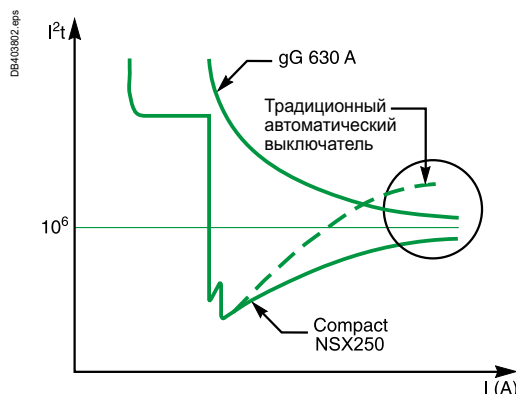 DB403802.eps
I²t
gG 630 A
Традиционный
автоматический
выключатель
10⁶
Compact
NSX250
I (A)